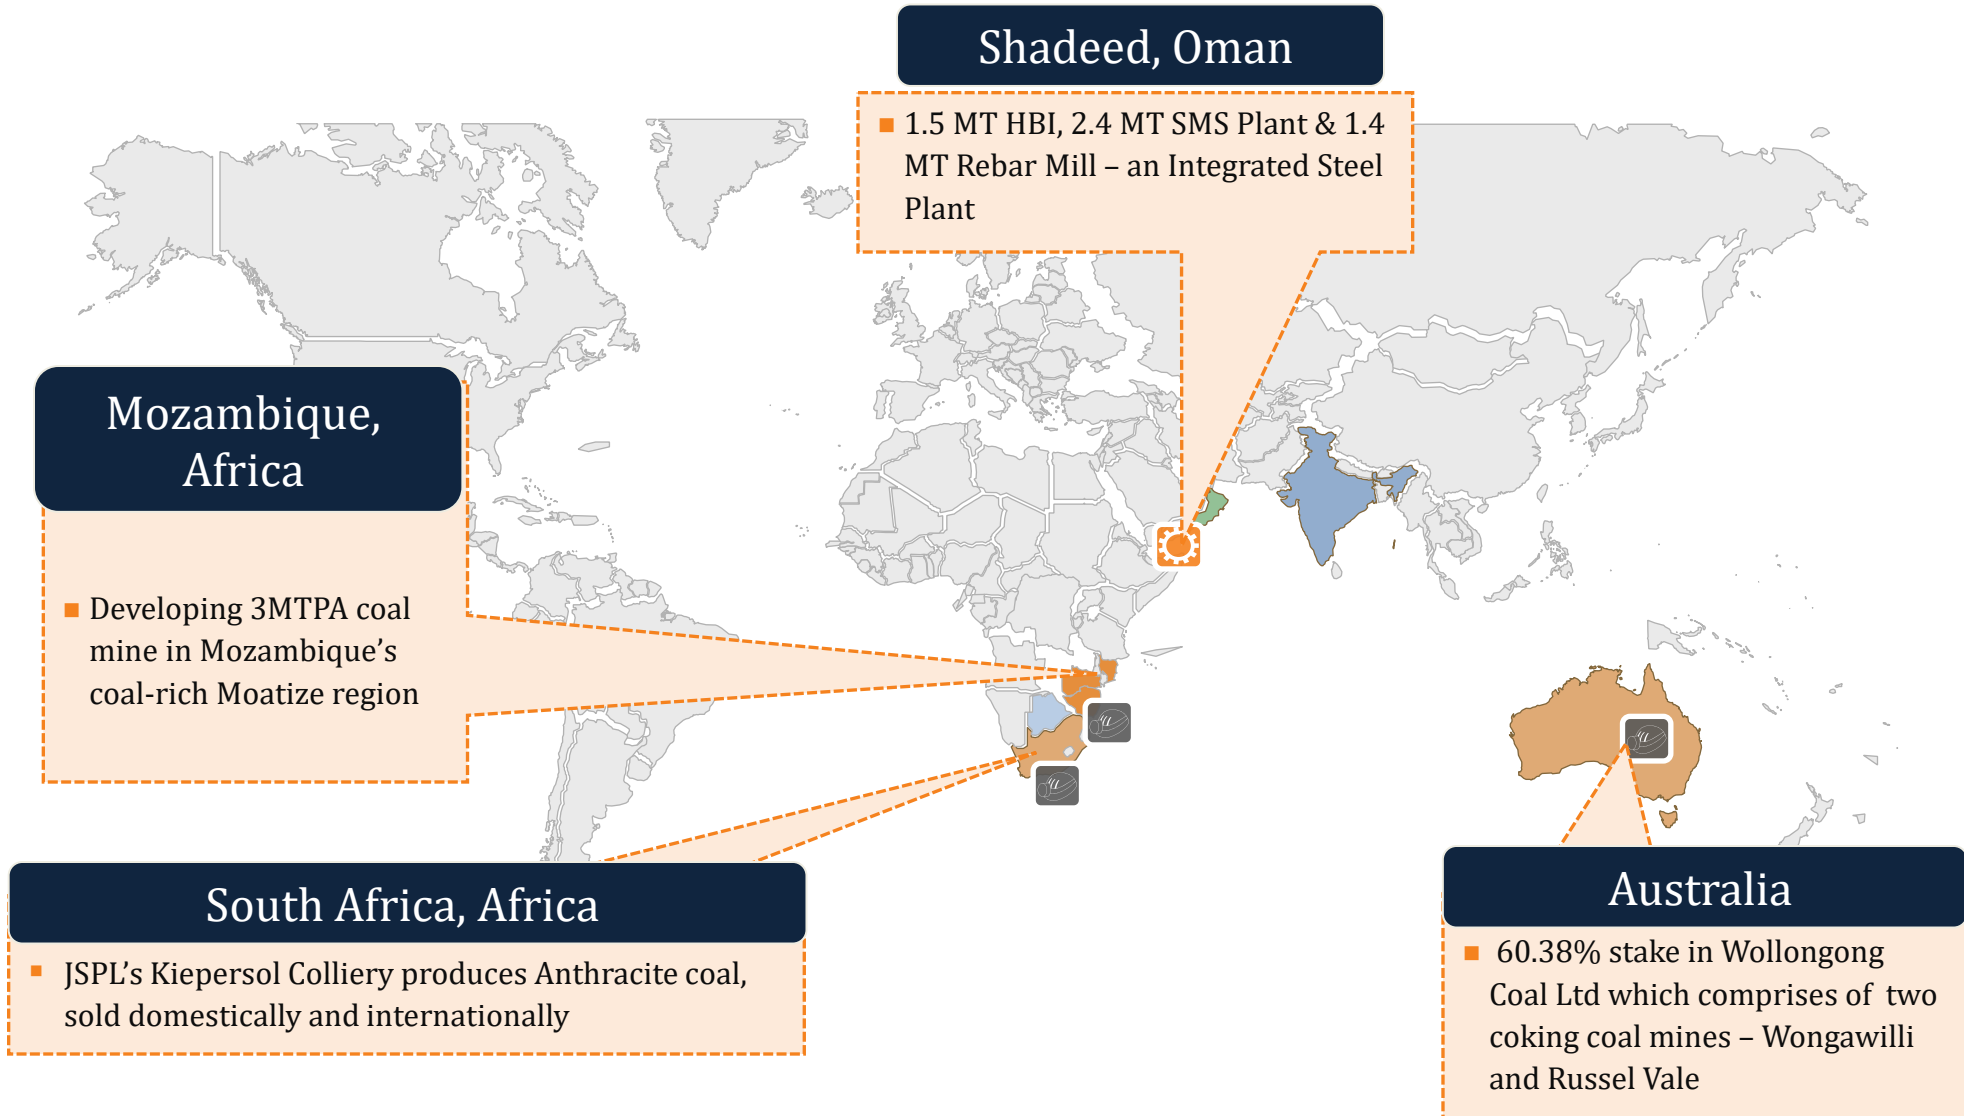 Shadeed, Oman
■ 1.5 MT HBI, 2.4 MT SMS Plant & 1.4
MT Rebar Mill – an Integrated Steel
Plant
Mozambique,
Africa
■ Developing 3MTPA coal
mine in Mozambique’s
coal-rich Moatize region
South Africa, Africa
■ JSPL’s Kiepersol Colliery produces Anthracite coal,
sold domestically and internationally
Australia
■ 60.38% stake in Wollongong
Coal Ltd which comprises of two
coking coal mines – Wongawilli
and Russel Vale